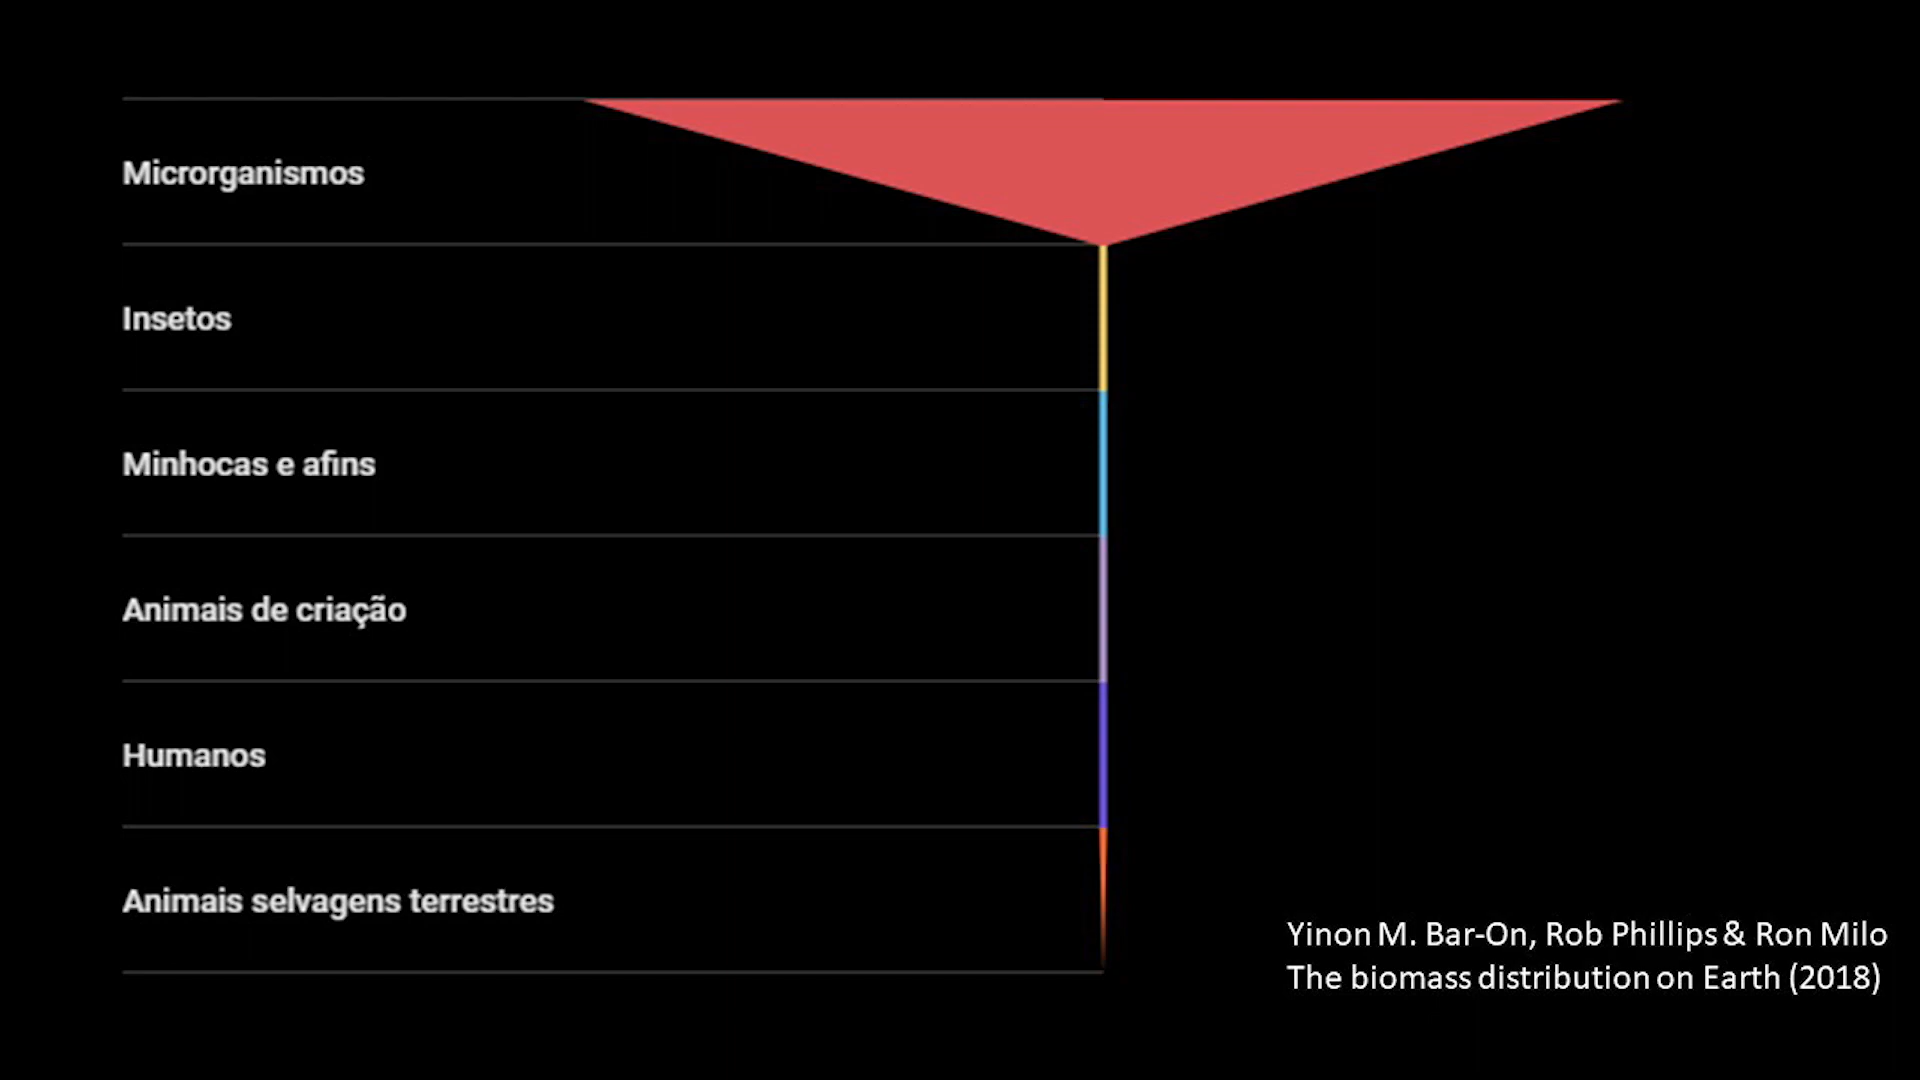 Microrganismos
Insetos
Minhocas e afins
Animais de criação
Humanos
Animais selvagens terrestres
Yinon M. Bar-On, Rob Phillips & Ron Milo
The biomass distribution on Earth (2018)